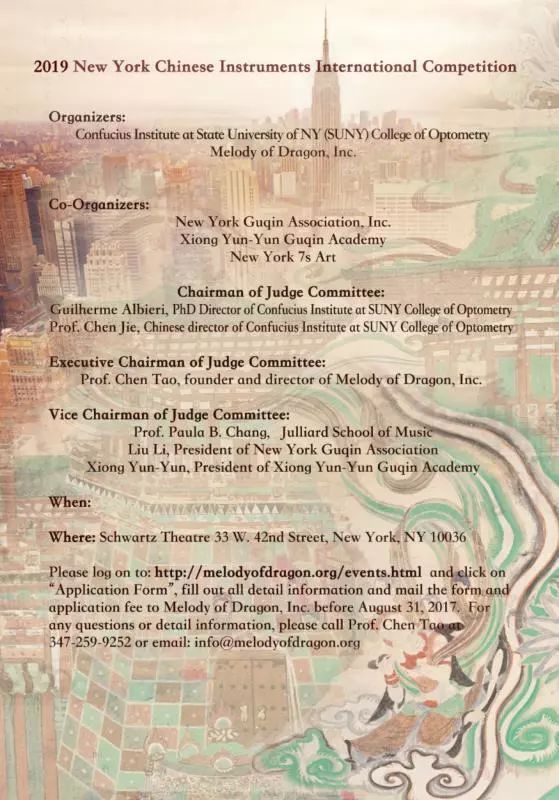 2019 New York Chinese Instruments International Competition
Organizers:
Confucius Institute at State University of NY (SUNY) College of Optometry
Melody of Dragon, Inc.
Co-Organizers:
New York Guqin Association, Inc.
Xiong Yun-Yun Guqin Academy
New York 7s Art
Chairman of Judge Committee:
Guilherme Albieri, PhD Director of Confucius Institute at SUNY College of Optometry
Prof. Chen Jie, Chinese director of Confucius Institute at SUNY College of Optometry
Executive Chairman of Judge Committee:
Prof. Chen Tao, founder and director of Melody of Dragon, Inc.
Vice Chairman of Judge Committee:
Prof. Paula B. Chang, Julliard School of Music
Liu Li, President of New York Guqin Association
Xiong Yun-Yun, President of Xiong Yun-Yun Guqin Academy
When:
Where: Schwartz Theatre 33 W. 42nd Street, New York, NY 10036
Please log on to: http://melodyofdragon.org/events.html and click on
"Application Form", fill out all detail information and mail the form and
application fee to Melody of Dragon, Inc. before August 31, 2017. For
any questions or detail information, please call Prof. Chen Tao at
347-259-9252 or email: info@melodyofdragon.org